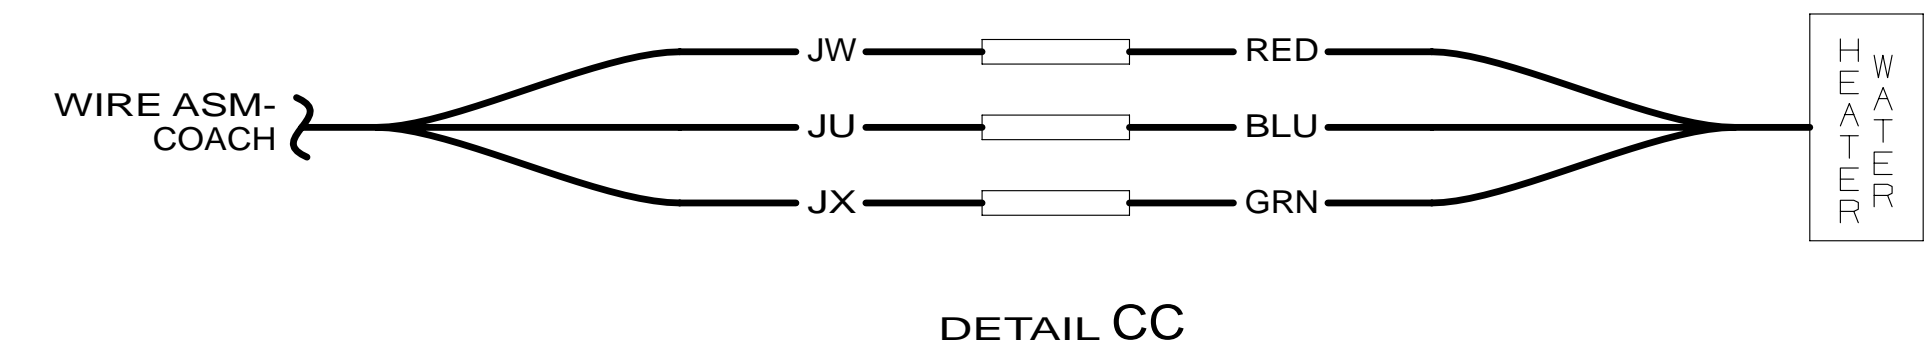 WIRE ASM-
COACH
JW
RED
JU
BLU
JX
GRN
HEATER
WATER
DETAIL CC